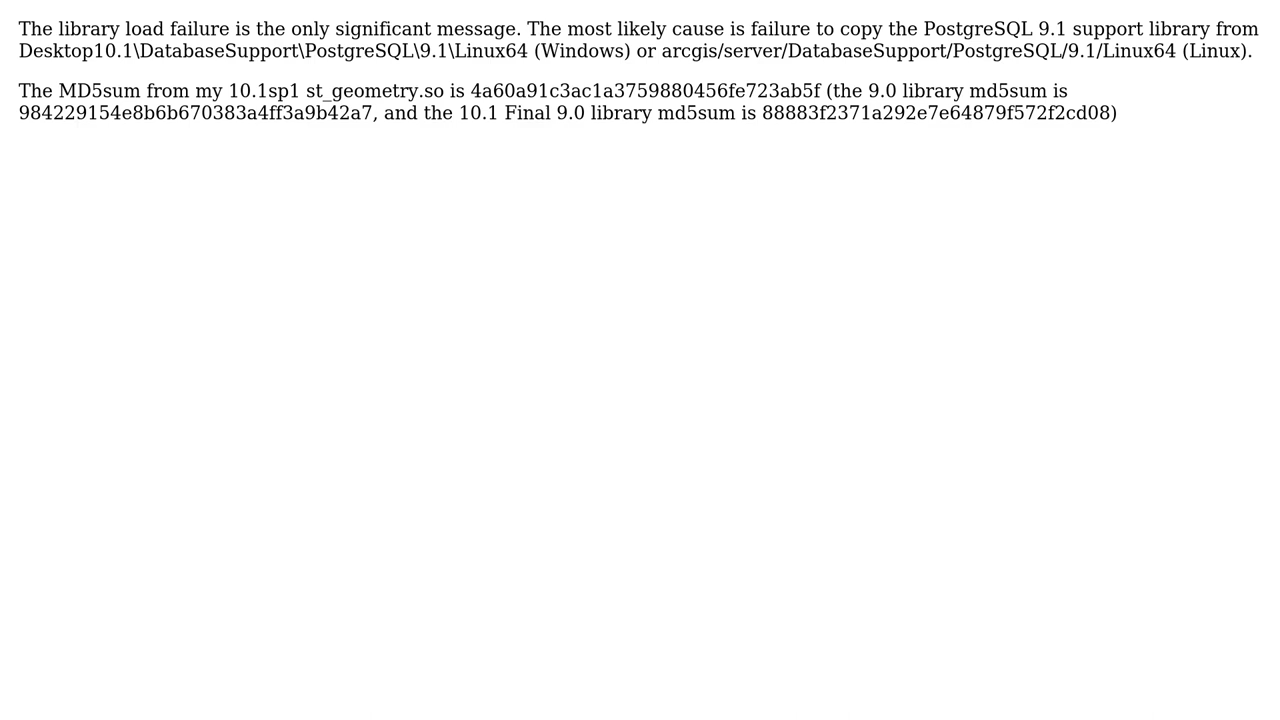 The library load failure is the only significant message. The most likely cause is failure to copy the PostgreSQL 9.1 support library from
Desktop10.1\DatabaseSupport\PostgreSQL\9.1\Linux64 (Windows) or arcgis/server/DatabaseSupport/PostgreSQL/9.1/Linux64 (Linux).
The MD5sum from my 10.1sp1 st_geometry.so is 4a60a91c3ac1a3759880456fe723ab5f (the 9.0 library md5sum is
984229154e8b6b670383a4ff3a9b42a7, and the 10.1 Final 9.0 library md5sum is 88883f2371a292e7e64879f572f2cd08)